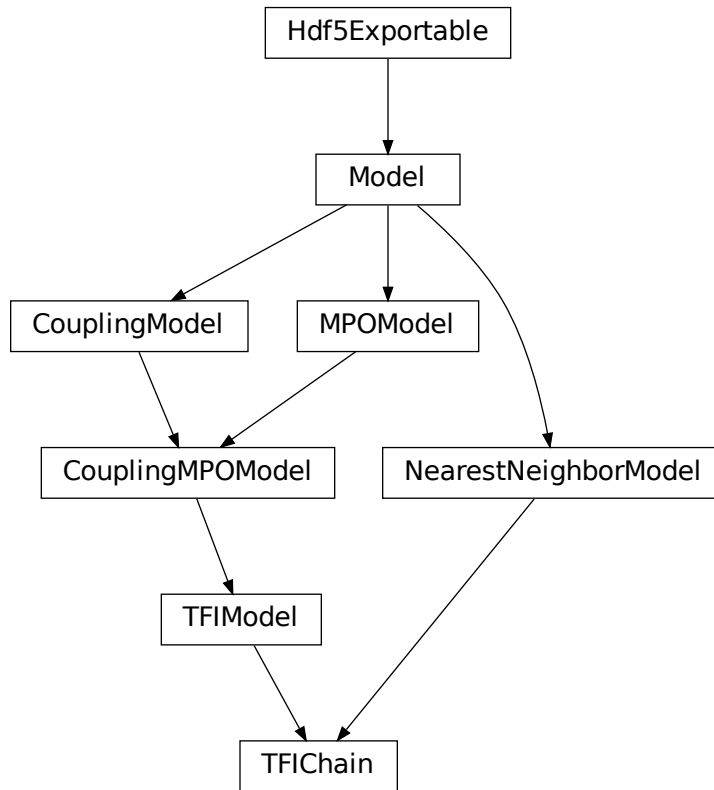 Hdf5Exportable
Model
CouplingModel
MPOModel
CouplingMPOModel
NearestNeighborModel
TFIModel
TFIChain